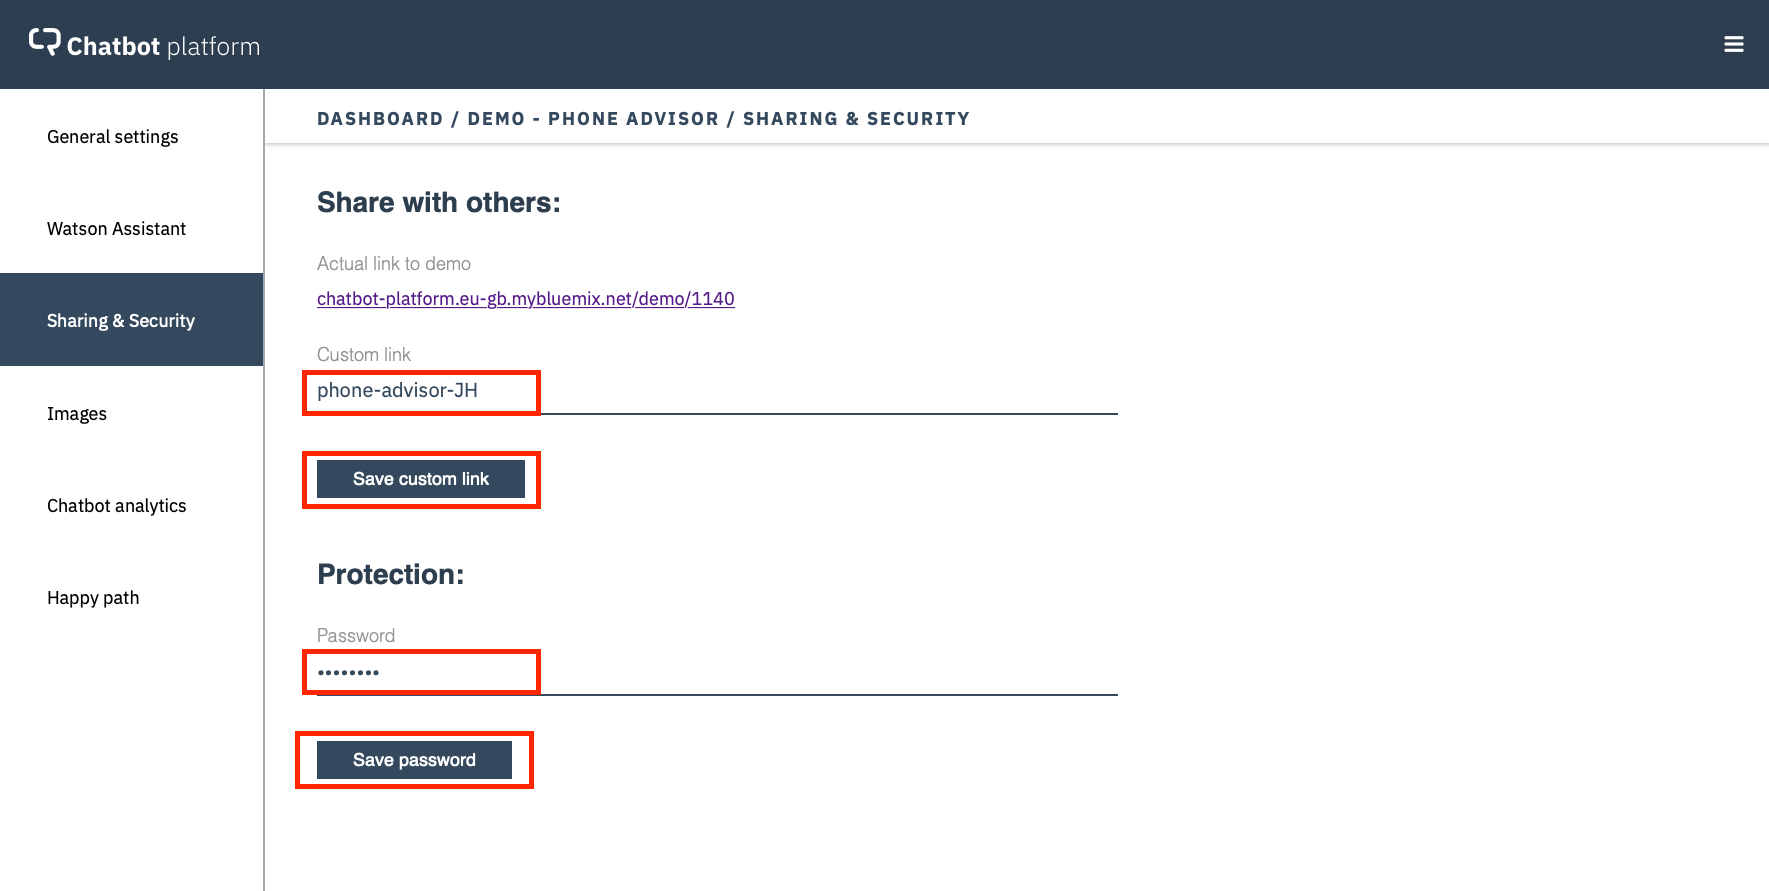 Chatbot platform
General settings
Watson Assistant
Sharing & Security
Images
Chatbot analytics
Happy path
DASHBOARD / DEMO - PHONE ADVISOR / SHARING & SECURITY
Share with others:
Actual link to demo
chatbot-platform.eu-gb.mybluemix.net/demo/1140
Custom link
phone-advisor-JH
Save custom link
Protection:
Password
••••••••
Save password